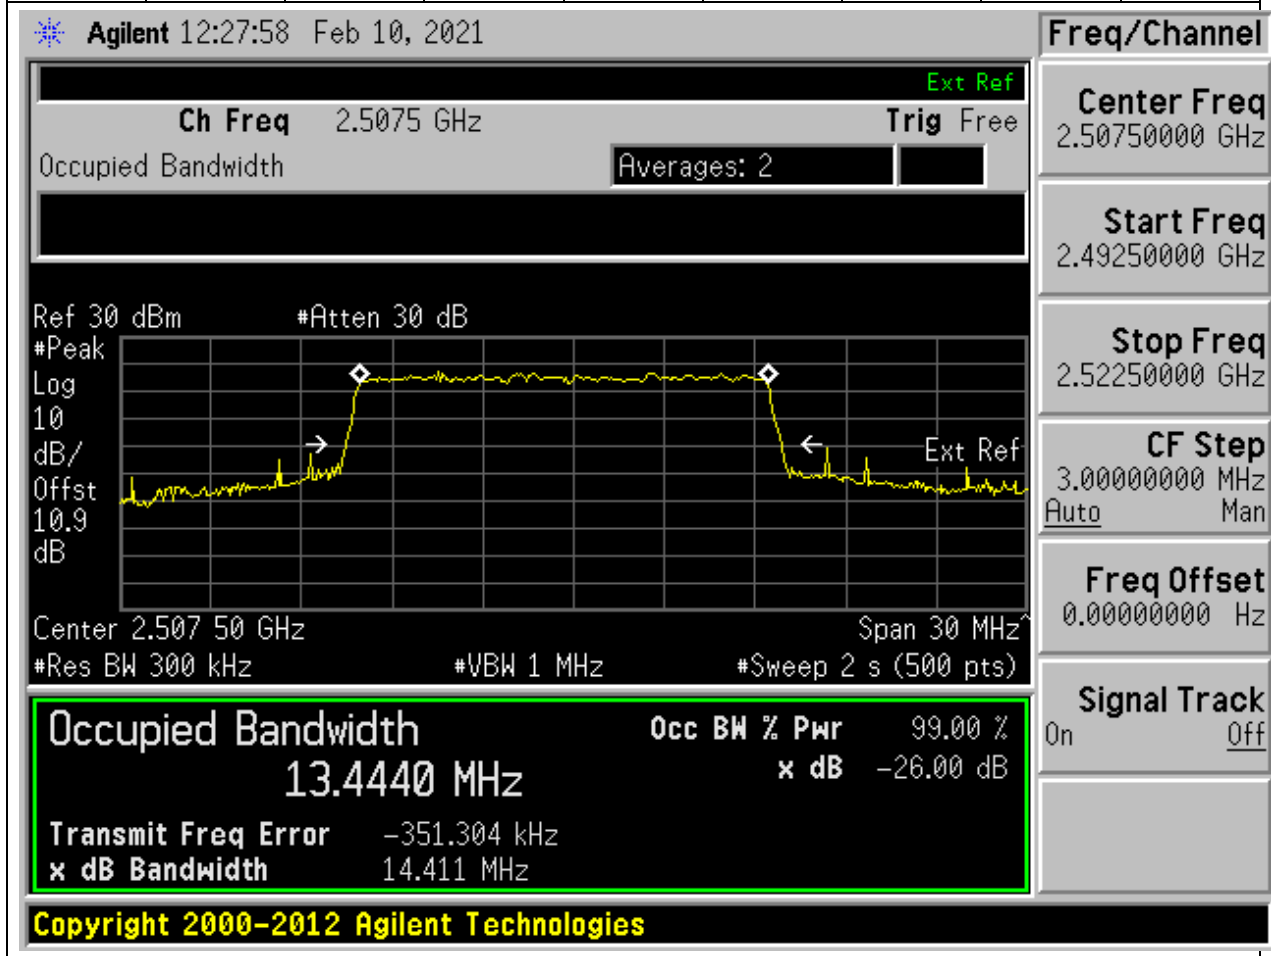 Agilent 12:27:58 Feb 10, 2021
Freq/Channel
Ext Ref
Ch Freq 2.5075 GHz Trig Free
Occupied Bandwidth Averages: 2
Center Freq
2.50750000 GHz
Start Freq
2.49250000 GHz
Stop Freq
2.52250000 GHz
CF Step
3.00000000 MHz
Auto Man
Freq Offset
0.00000000 Hz
Signal Track
On Off
Ref 30 dBm #Atten 30 dB
#Peak
Log
10
dB/
Offst
10.9
dB
Ext Ref
Center 2.507 50 GHz Span 30 MHz^
#Res BW 300 kHz #VBW 1 MHz #Sweep 2 s (500 pts)
Occupied Bandwidth Occ BW % Pwr 99.00 %
13.4440 MHz x dB -26.00 dB
Transmit Freq Error -351.304 kHz
x dB Bandwidth 14.411 MHz
Copyright 2000-2012 Agilent Technologies